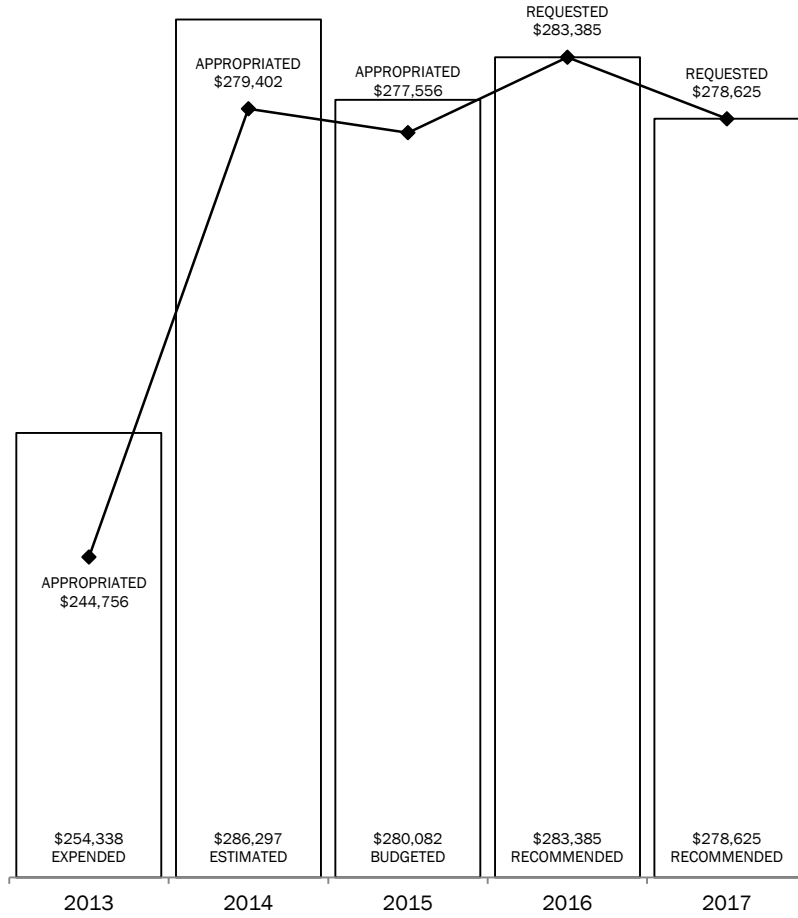 REQUESTED
$283,385
APPROPRIATED
$279,402
APPROPRIATED
$277,556
REQUESTED
$278,625
APPROPRIATED
$244,756
$254,338
EXPENDED
$286,297
ESTIMATED
$280,082
BUDGETED
$283,385
RECOMMENDED
$278,625
RECOMMENDED
2013
2014
2015
2016
2017